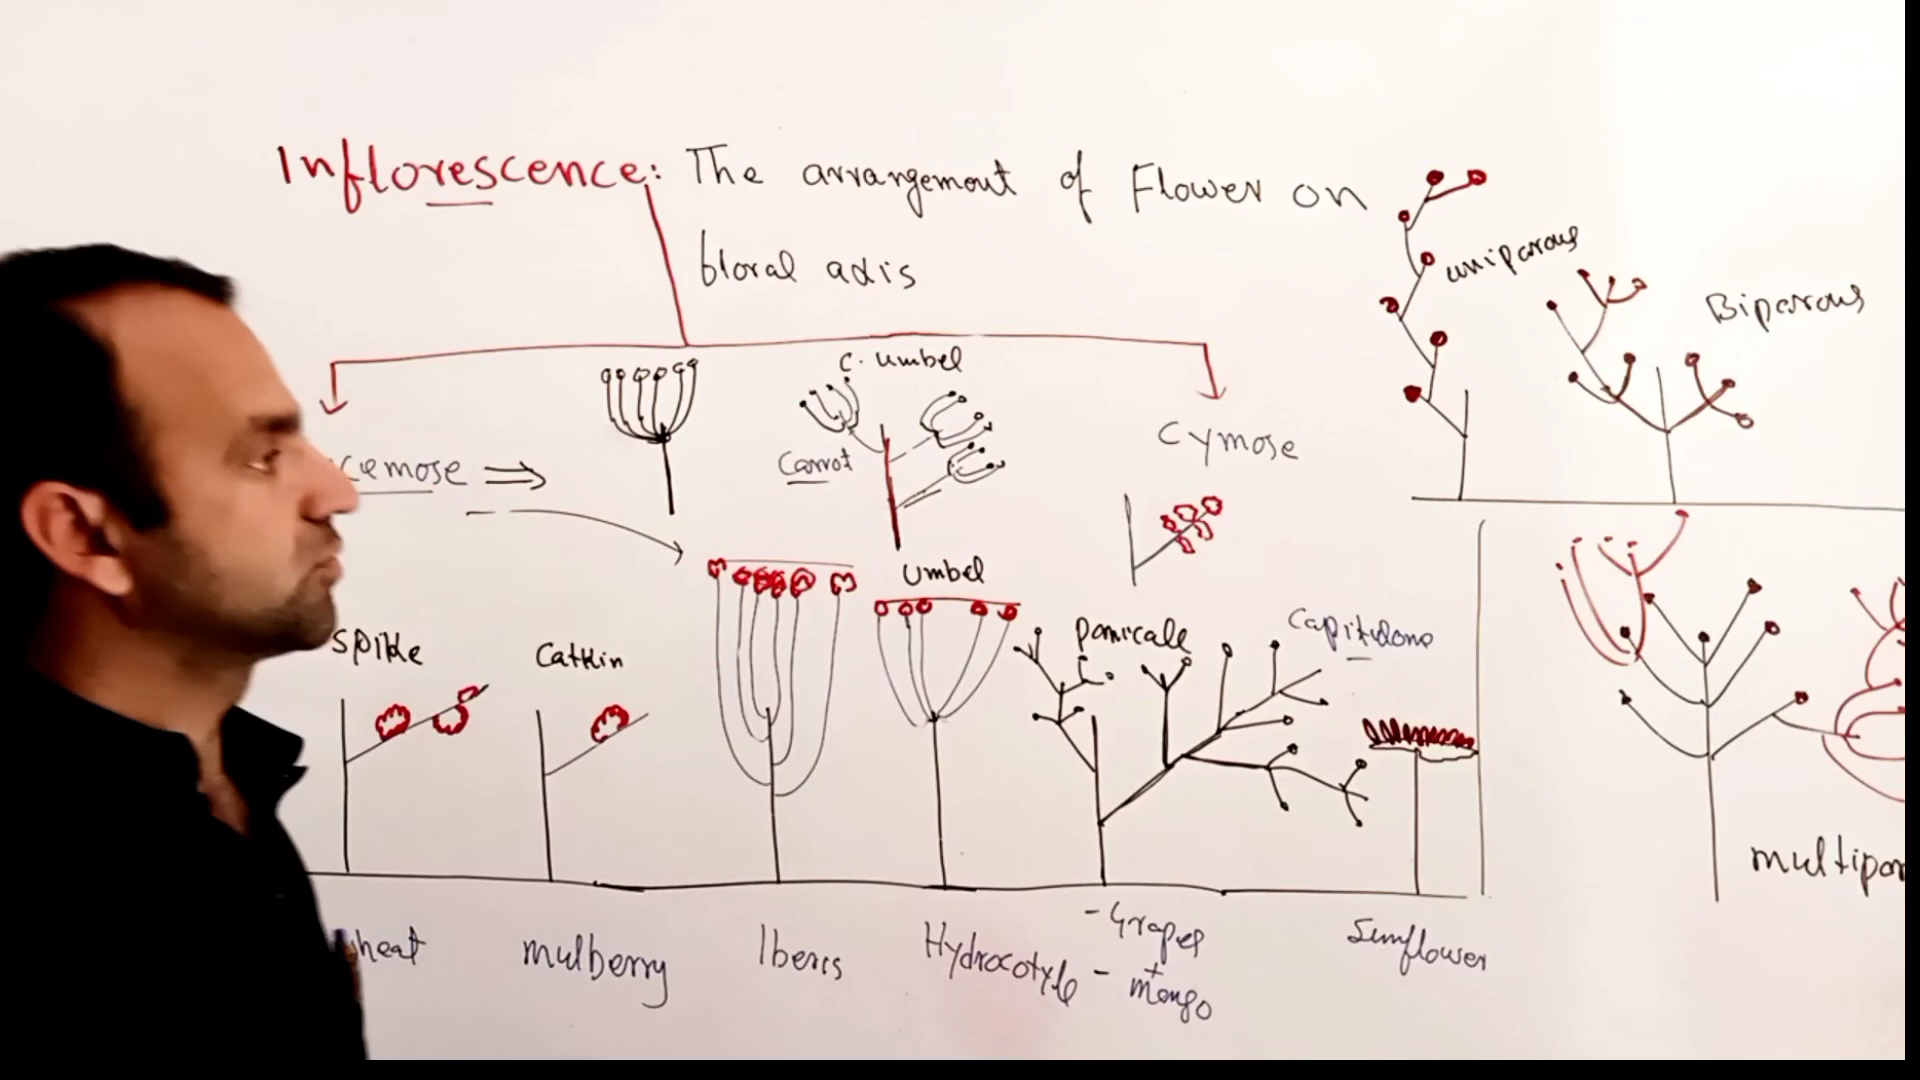 Inflorescence: The arrangement of Flower on
floral axis
uniparous
Biparous
C. Umbel
Carrot
cemose ⇒
Cymose
Umbel
Spike
Catkin
Panicale
multipar
heat
mulberry
Iberis
Hydrocotyle
- Grapes
+
- mango
Sunflower